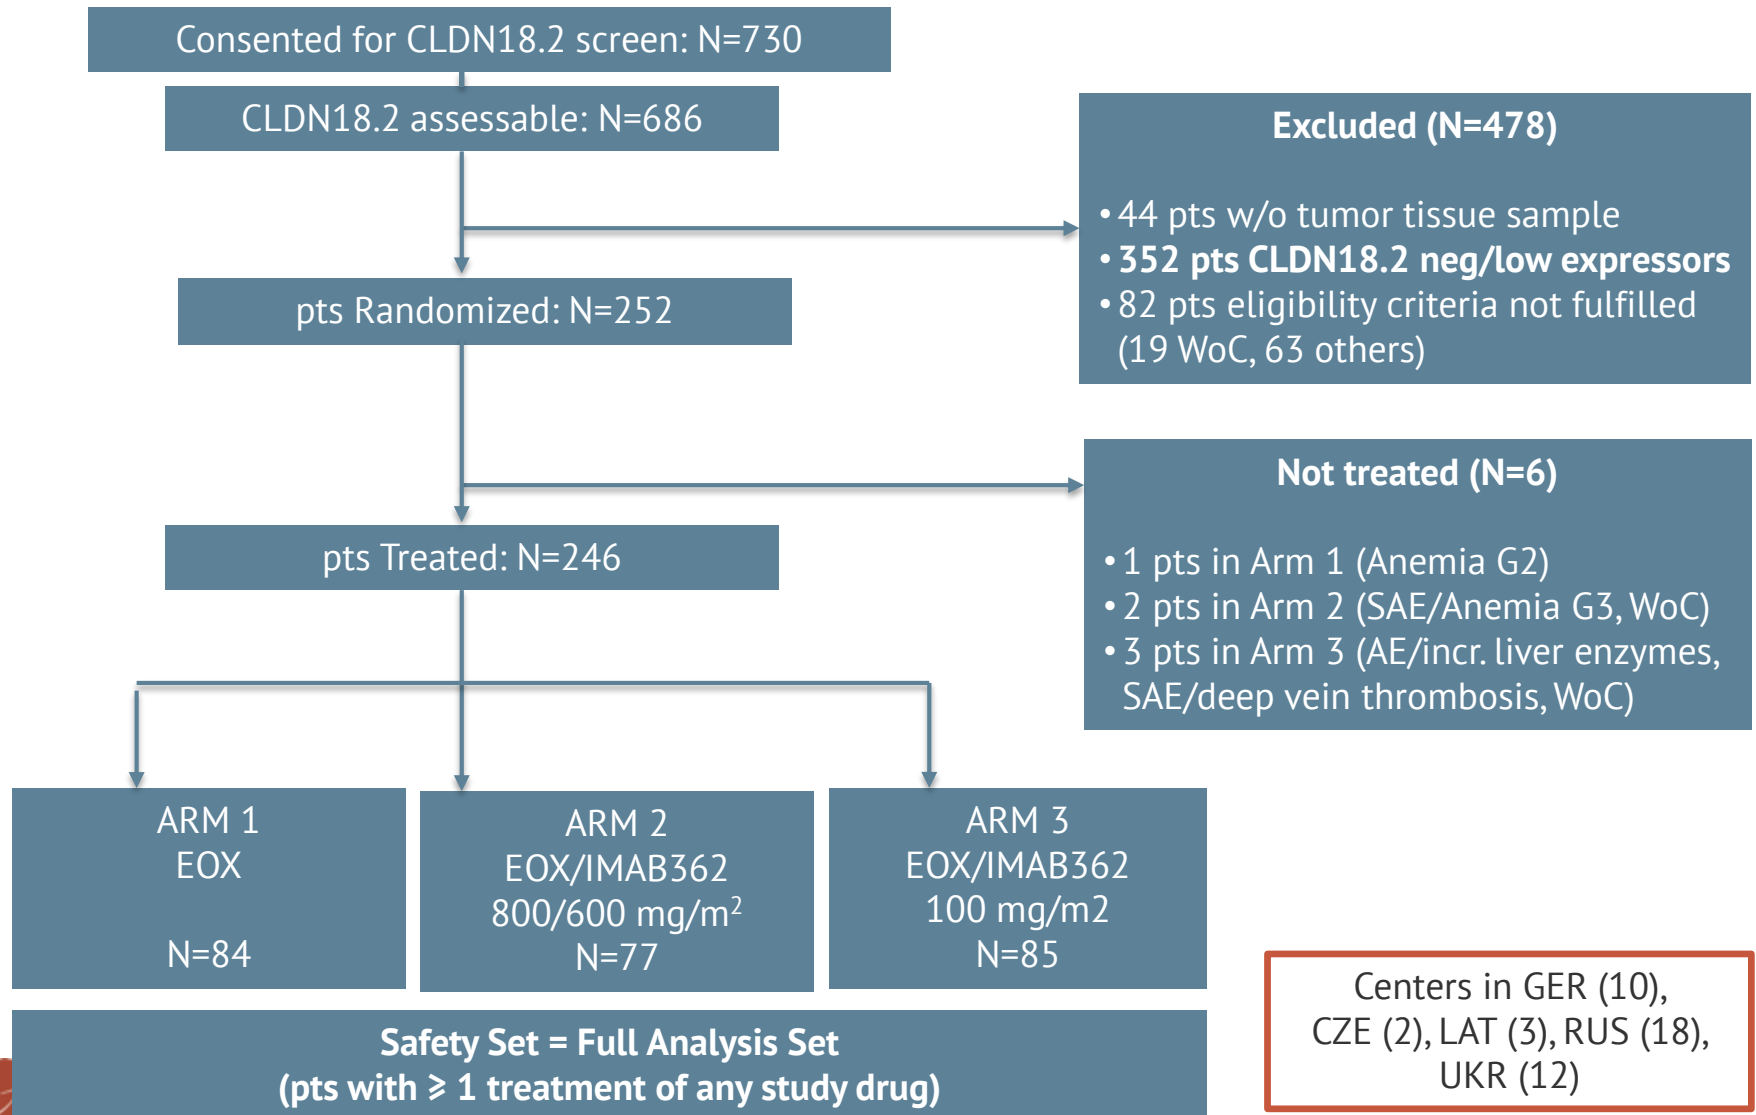 Consented for CLDN18.2 screen: N=730
CLDN18.2 assessable: N=686
Excluded (N=478)
• 44 pts w/o tumor tissue sample
• 352 pts CLDN18.2 neg/low expressors
• 82 pts eligibility criteria not fulfilled
(19 WoC, 63 others)
pts Randomized: N=252
Not treated (N=6)
• 1 pts in Arm 1 (Anemia G2)
• 2 pts in Arm 2 (SAE/Anemia G3, WoC)
• 3 pts in Arm 3 (AE/incr. liver enzymes,
SAE/deep vein thrombosis, WoC)
pts Treated: N=246
ARM 1
EOX
N=84
ARM 2
EOX/IMAB362
800/600 mg/m²
N=77
ARM 3
EOX/IMAB362
100 mg/m2
N=85
Safety Set = Full Analysis Set
(pts with ≥ 1 treatment of any study drug)
Centers in GER (10),
CZE (2), LAT (3), RUS (18),
UKR (12)